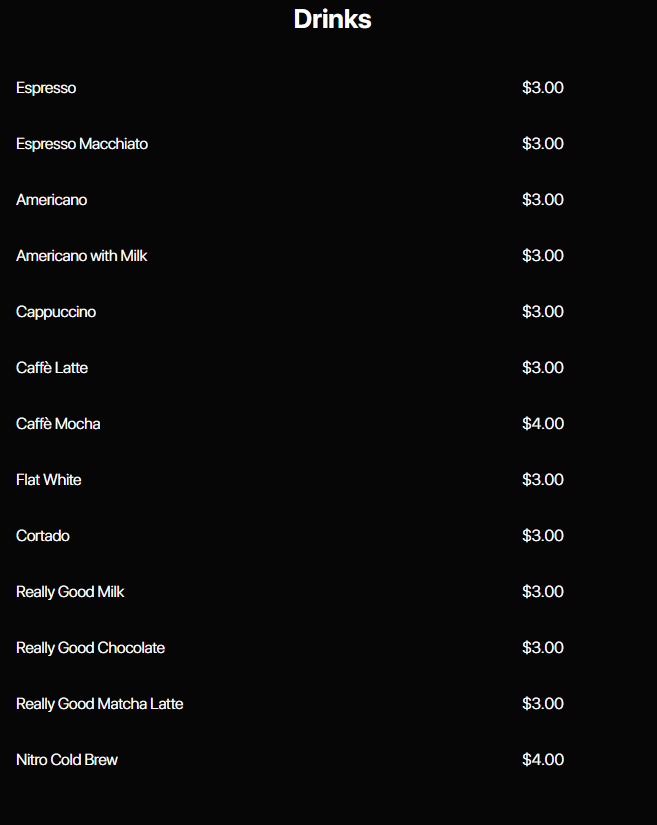 Drinks
Espresso $3.00
Espresso Macchiato $3.00
Americano $3.00
Americano with Milk $3.00
Cappuccino $3.00
Caffè Latte $3.00
Caffè Mocha $4.00
Flat White $3.00
Cortado $3.00
Really Good Milk $3.00
Really Good Chocolate $3.00
Really Good Matcha Latte $3.00
Nitro Cold Brew $4.00